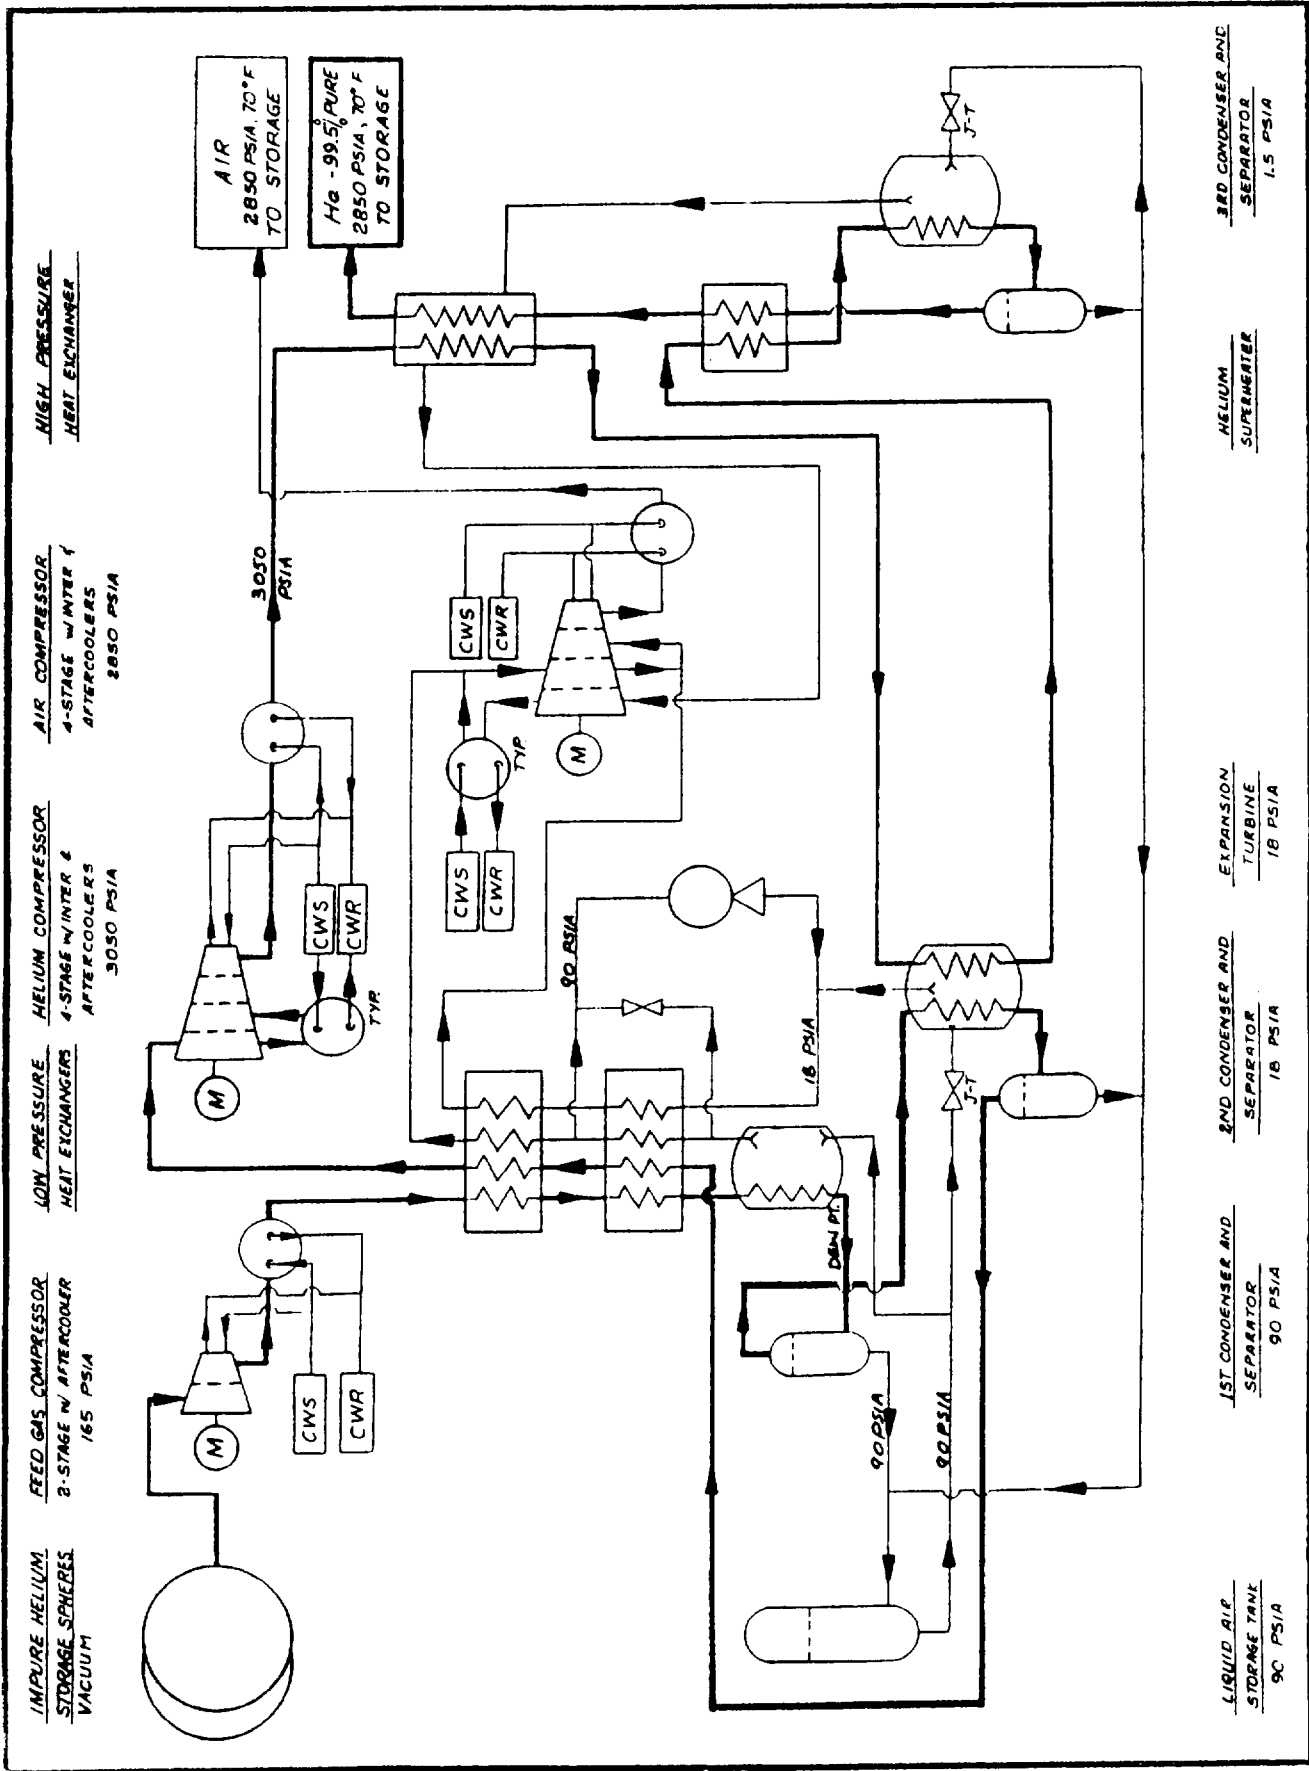 IMPURE HELIUM
STORAGE SPHERES
VACUUM
FEED GAS COMPRESSOR
2-STAGE W/ AFTERCOOLER
165 PSIA
LOW PRESSURE
HEAT EXCHANGERS
HELIUM COMPRESSOR
4-STAGE W/INTER &
AFTERCOOLERS
3050 PSIA
AIR COMPRESSOR
4-STAGE W/INTER &
AFTERCOOLERS
2850 PSIA
HIGH PRESSURE
HEAT EXCHANGER
AIR
2850 PSIA, 70°F
TO STORAGE
He - 99.5% PURE
2850 PSIA, 70°F
TO STORAGE
3050
PSIA
M
CWS
CWR
M
CWS
CWR
TYP.
CWS
CWR
TYP.
M
CWS
CWR
90 PSIA
18 PSIA
DEW PT.
90 PSIA
90 PSIA
J-T
J-T
LIQUID AIR
STORAGE TANK
90 PSIA
1ST CONDENSER AND
SEPARATOR
90 PSIA
2ND CONDENSER AND
SEPARATOR
18 PSIA
EXPANSION
TURBINE
18 PSIA
HELIUM
SUPERHEATER
3RD CONDENSER AND
SEPARATOR
1.5 PSIA